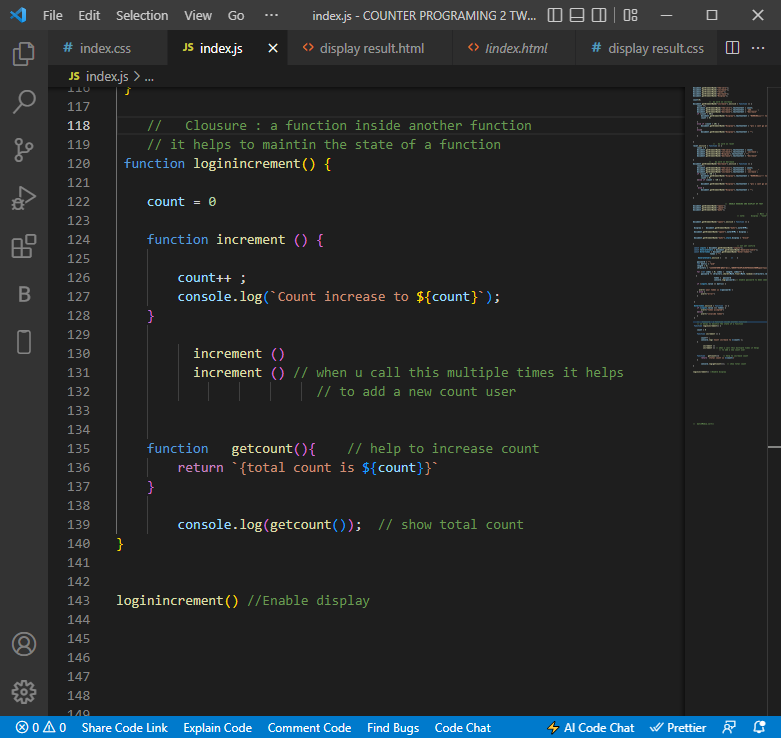 File Edit Selection View Go ··· index.js - COUNTER PROGRAMING 2 TW...
# index.css JS index.js × <> display result.html <> lindex.html # display result.css ···
JS index.js > ...
116 }
117
118 // Clousure : a function inside another function
119 // it helps to maintin the state of a function
120 function loginincrement() {
121
122 count = 0
123
124 function increment () {
125
126 count++ ;
127 console.log(`Count increase to ${count}`);
128 }
129
130 increment ()
131 increment () // when u call this multiple times it helps
132 // to add a new count user
133
134
135 function getcount(){ // help to increase count
136 return `{total count is ${count}}`
137 }
138
139 console.log(getcount()); // show total count
140 }
141
142
143 loginincrement() //Enable display
144
145
146
147
148
149
B
0 0 Share Code Link Explain Code Comment Code Find Bugs Code Chat AI Code Chat Prettier